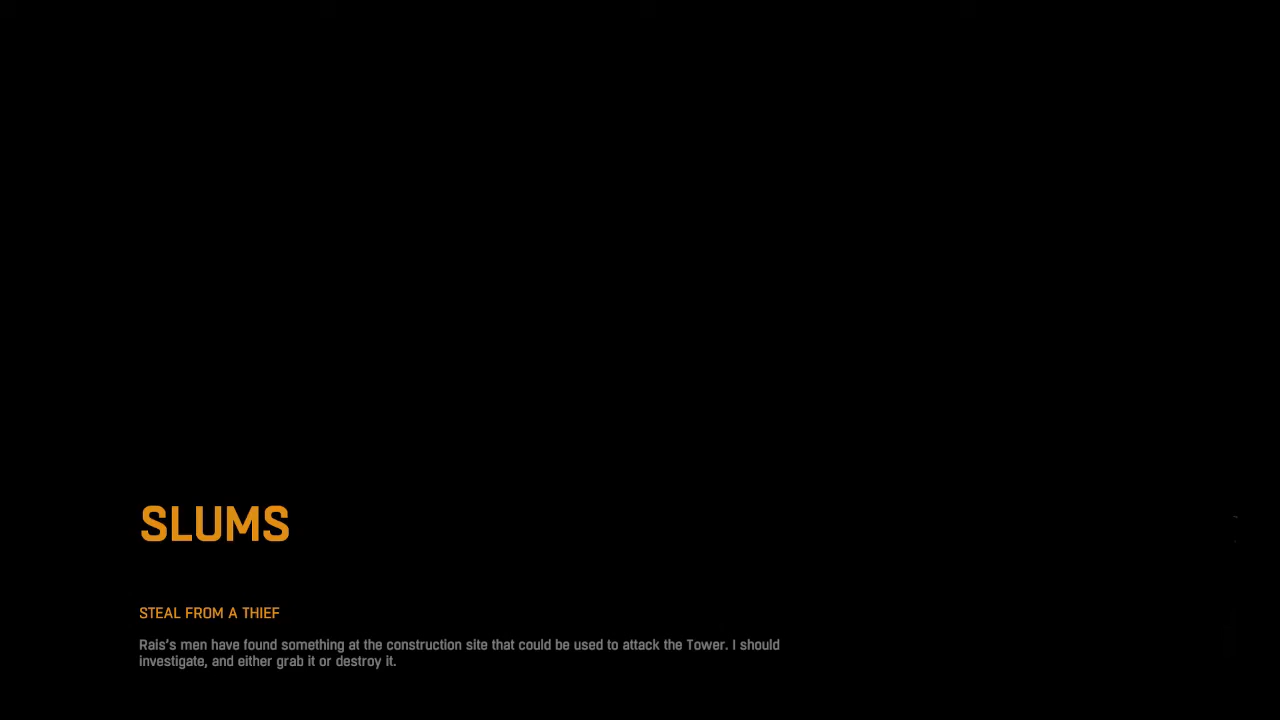 SLUMS
STEAL FROM A THIEF
Rais's men have found something at the construction site that could be used to attack the Tower. I should
investigate, and either grab it or destroy it.